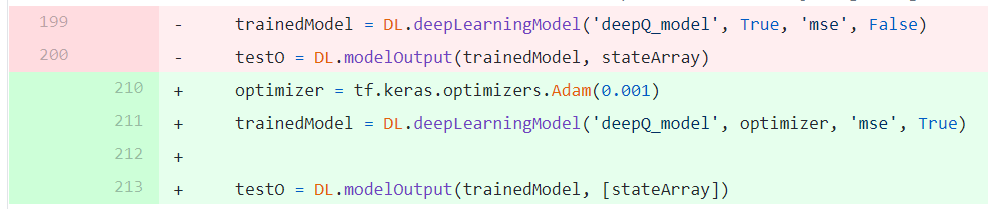 199 - trainedModel = DL.deepLearningModel('deepQ_model', True, 'mse', False)
200 - testO = DL.modelOutput(trainedModel, stateArray)
210 + optimizer = tf.keras.optimizers.Adam(0.001)
211 + trainedModel = DL.deepLearningModel('deepQ_model', optimizer, 'mse', True)
212 +
213 + testO = DL.modelOutput(trainedModel, [stateArray])